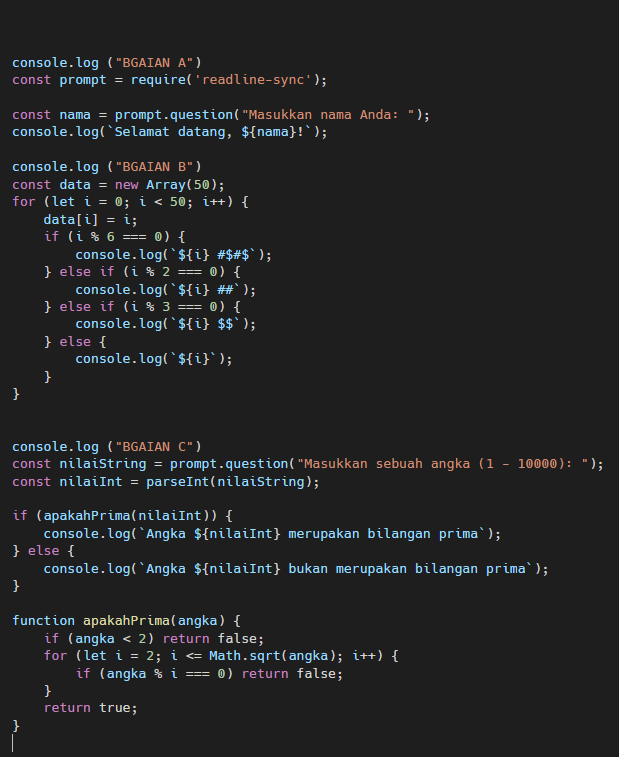 console.log ("BGAIAN A")
const prompt = require('readline-sync');

const nama = prompt.question("Masukkan nama Anda: ");
console.log(`Selamat datang, ${nama}!`);

console.log ("BGAIAN B")
const data = new Array(50);
for (let i = 0; i < 50; i++) {
    data[i] = i;
    if (i % 6 === 0) {
        console.log(`${i} #$#$`);
    } else if (i % 2 === 0) {
        console.log(`${i} ##`);
    } else if (i % 3 === 0) {
        console.log(`${i} $$`);
    } else {
        console.log(`${i}`);
    }
}


console.log ("BGAIAN C")
const nilaiString = prompt.question("Masukkan sebuah angka (1 - 10000): ");
const nilaiInt = parseInt(nilaiString);

if (apakahPrima(nilaiInt)) {
    console.log(`Angka ${nilaiInt} merupakan bilangan prima`);
} else {
    console.log(`Angka ${nilaiInt} bukan merupakan bilangan prima`);
}

function apakahPrima(angka) {
    if (angka < 2) return false;
    for (let i = 2; i <= Math.sqrt(angka); i++) {
        if (angka % i === 0) return false;
    }
    return true;
}